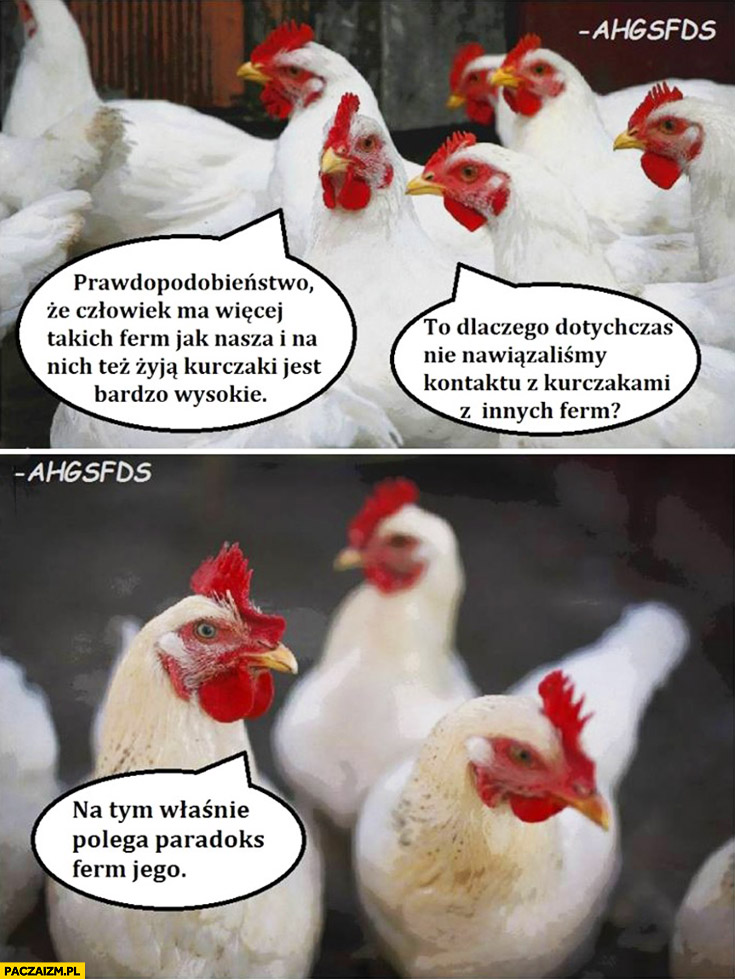 -AHGSFDS
Prawdopodobieństwo,
że człowiek ma więcej
takich ferm jak nasza i na
nich też żyją kurczaki jest
bardzo wysokie.
To dlaczego dotychczas
nie nawiązaliśmy
kontaktu z kurczakami
z innych ferm?
-AHGSFDS
Na tym właśnie
polega paradoks
ferm jego.
PACZAIZM.PL